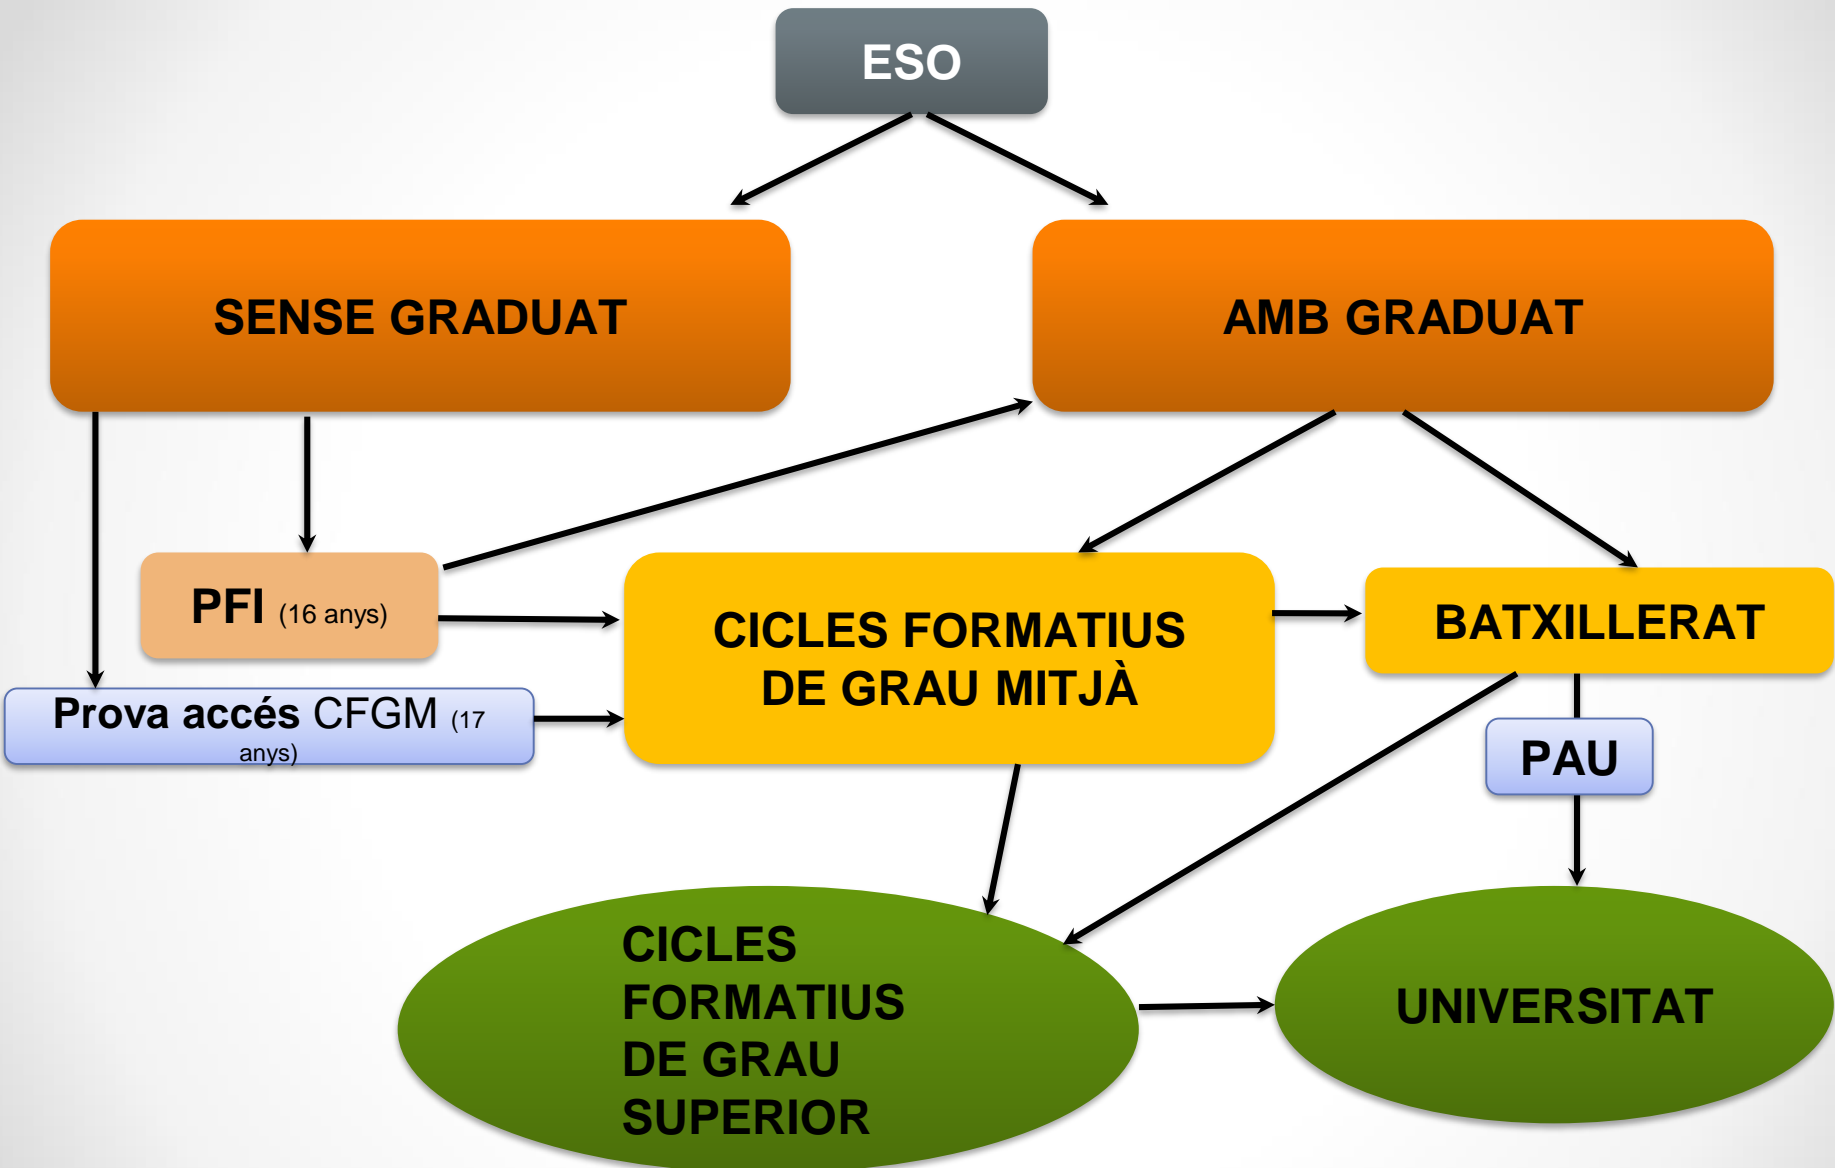 ESO
SENSE GRADUAT
AMB GRADUAT
PFI (16 anys)
CICLES FORMATIUS
DE GRAU MITJÀ
BATXILLERAT
Prova accés CFGM (17
anys)
PAU
CICLES
FORMATIUS
DE GRAU
SUPERIOR
UNIVERSITAT